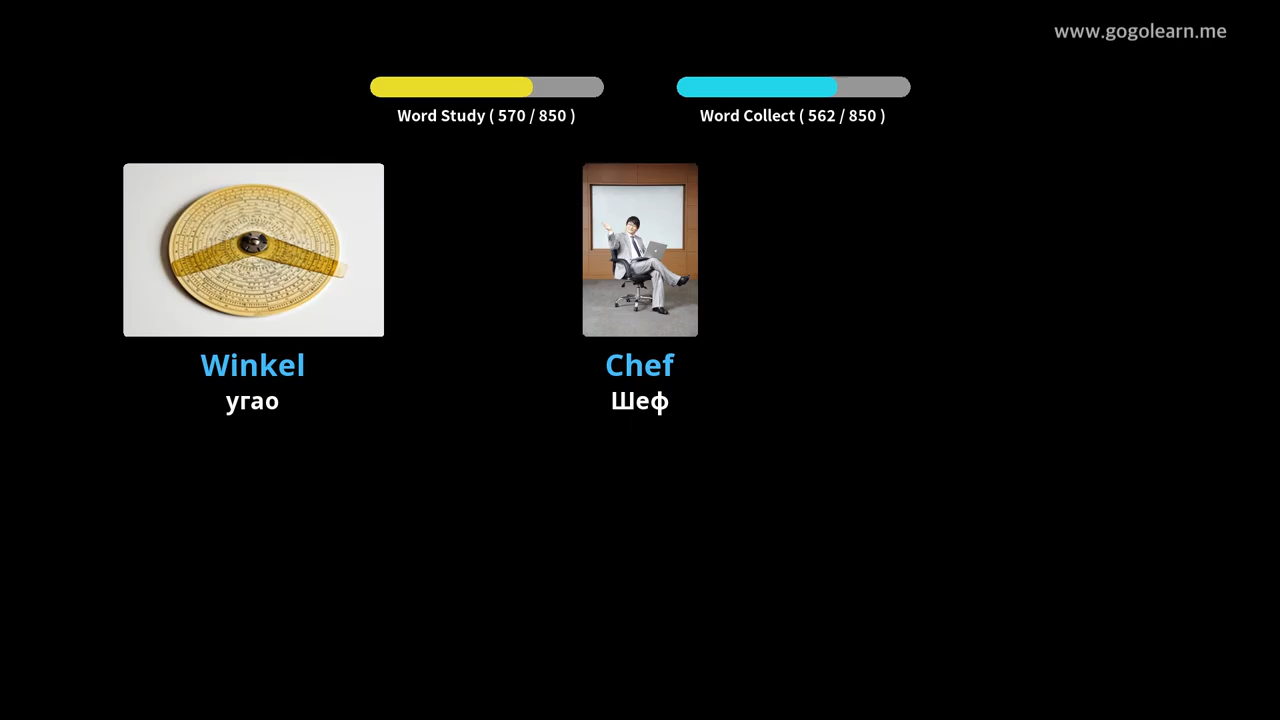 www.gogolearn.me
Word Study ( 570 / 850 )
Word Collect ( 562 / 850 )
Winkel
угао
Chef
Шеф